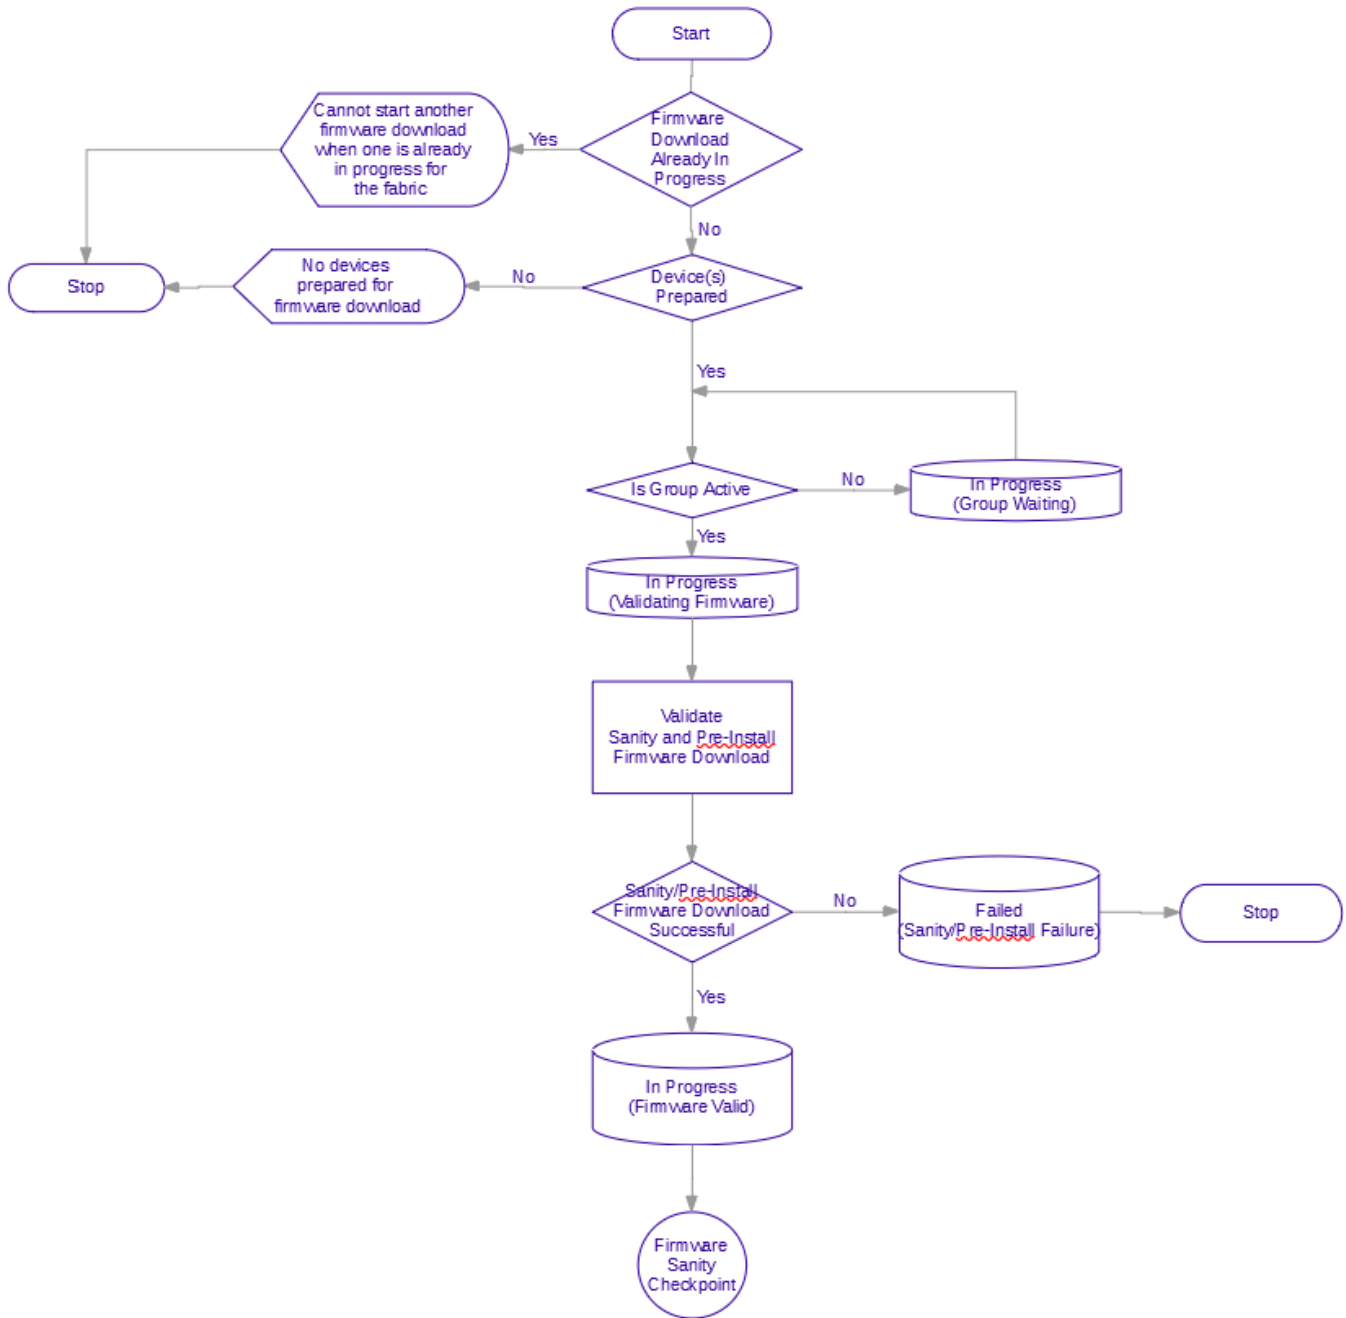 Start
Cannot start another
firmware download
when one is already
in progress for
the fabric
Yes
Firmware
Download
Already In
Progress
No
Stop
No devices
prepared for
firmware download
No
Device(s)
Prepared
Yes
Is Group Active
No
In Progress
(Group Waiting)
Yes
In Progress
(Validating Firmware)
Validate
Sanity and Pre-Install
Firmware Download
Sanity/Pre-Install
Firmware Download
Successful
No
Failed
(Sanity/Pre-Install Failure)
Stop
Yes
In Progress
(Firmware Valid)
Firmware
Sanity
Checkpoint